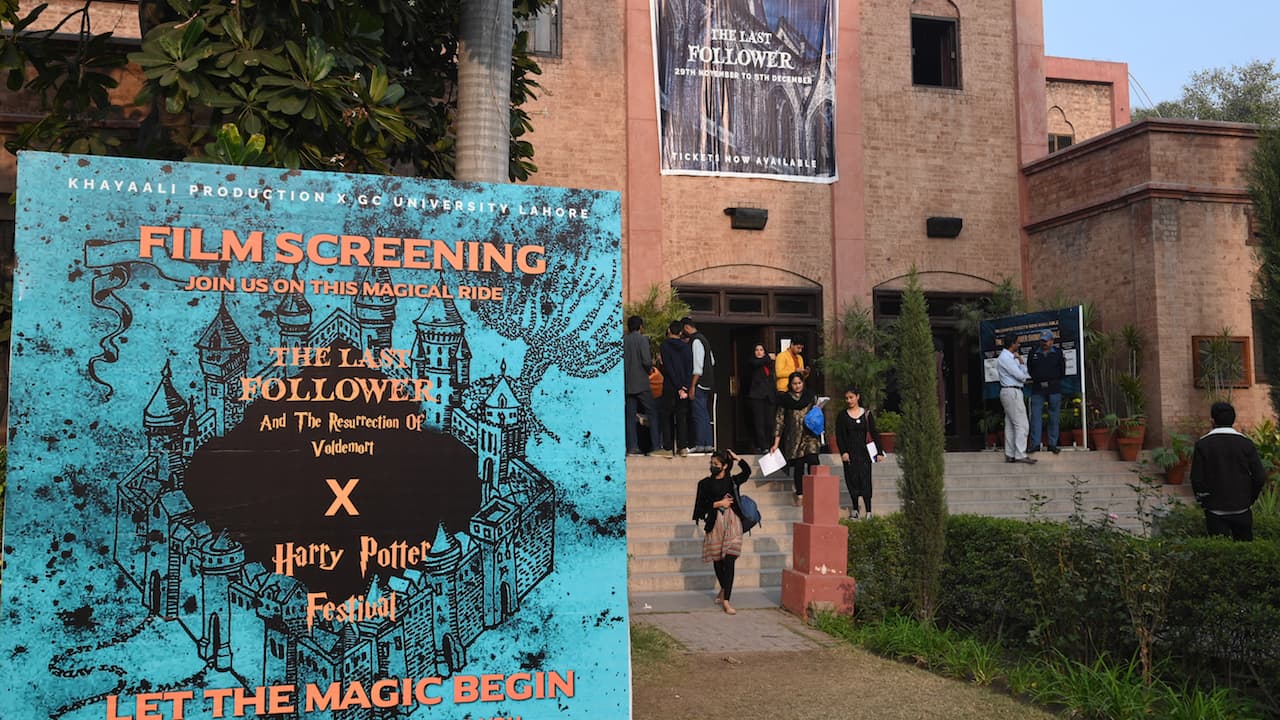 KHAYAALI PRODUCTION X GC UNIVERSITY LAHORE
FILM SCREENING
JOIN US ON THIS MAGICAL RIDE
THE LAST
FOLLOWER
And The Resurrection Of
Voldemort
X
Harry Potter
Festival
LET THE MAGIC BEGIN
THE LAST
FOLLOWER
29TH NOVEMBER TO 5TH DECEMBER
TICKETS NOW AVAILABLE